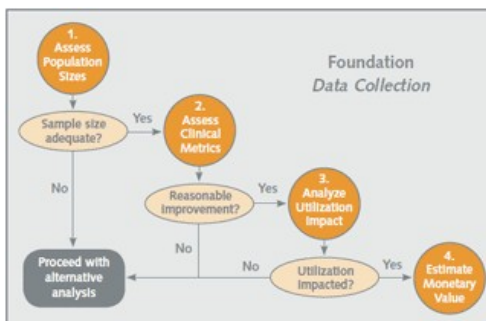 1.
Assess
Population
Sizes
Foundation
Data Collection
Sample size
adequate?
Yes
2.
Assess
Clinical
Metrics
No
Reasonable
improvement?
Yes
3.
Analyze
Utilization
Impact
No
Proceed with
alternative
analysis
No
Utilization
Impacted?
Yes
4.
Estimate
Monetary
Value